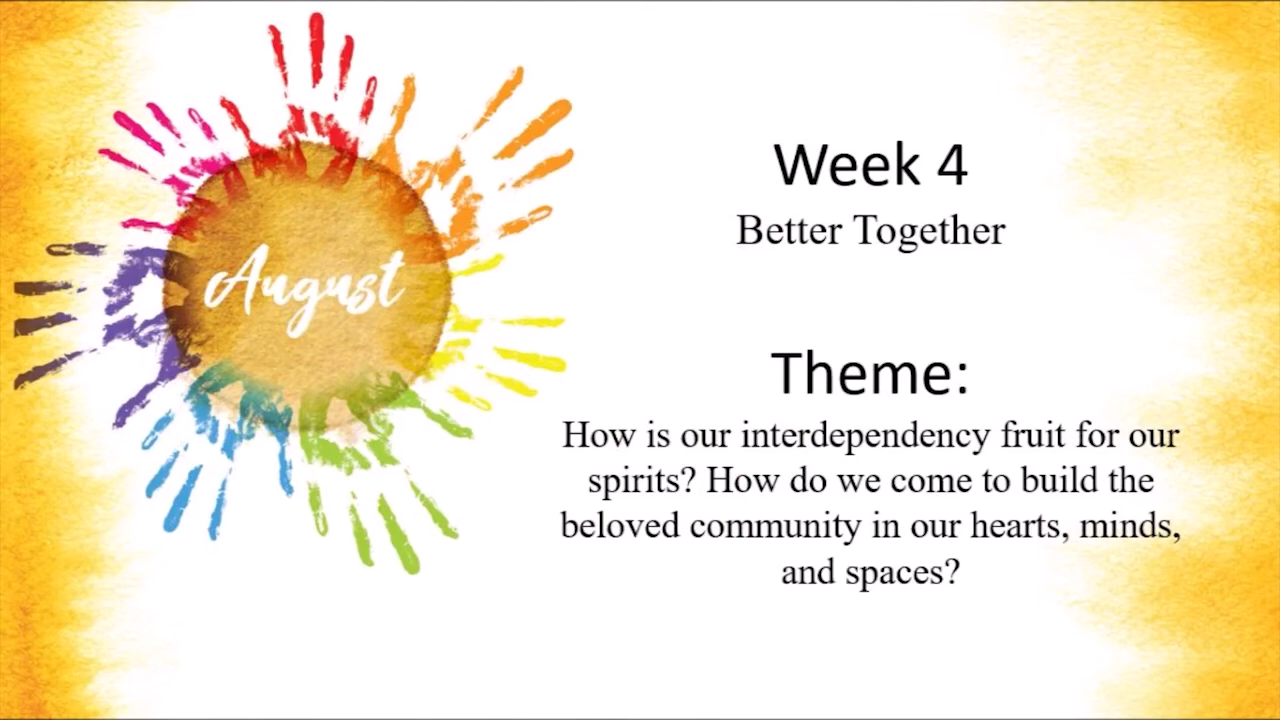 August
Week 4
Better Together
Theme:
How is our interdependency fruit for our
spirits? How do we come to build the
beloved community in our hearts, minds,
and spaces?